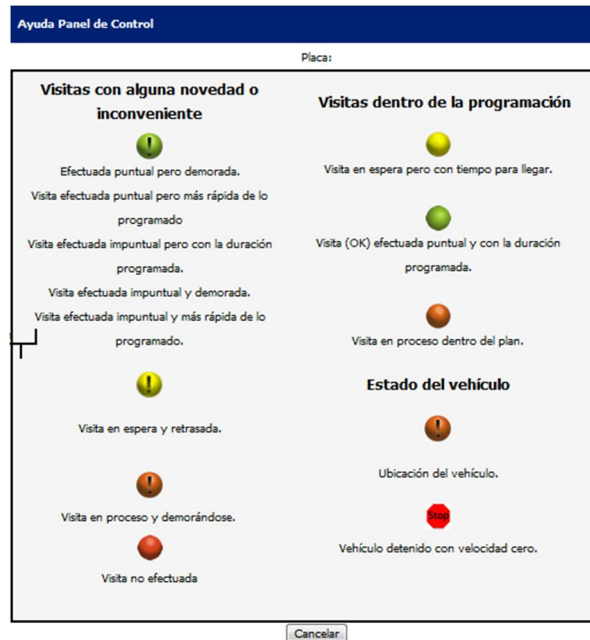 Ayuda Panel de Control
Placa:
Visitas con alguna novedad o
inconveniente
!
Efectuada puntual pero demorada.
Visita efectuada puntual pero más rápida de lo
programado
Visita efectuada impuntual pero con la duración
programada.
Visita efectuada impuntual y demorada.
Visita efectuada impuntual y más rápida de lo
programado.
!
Visita en espera y retrasada.
!
Visita en proceso y demorándose.
Visita no efectuada
Visitas dentro de la programación
Visita en espera pero con tiempo para llegar.
Visita (OK) efectuada puntual y con la duración
programada.
Visita en proceso dentro del plan.
Estado del vehículo
!
Ubicación del vehículo.
Stop
Vehículo detenido con velocidad cero.
Cancelar